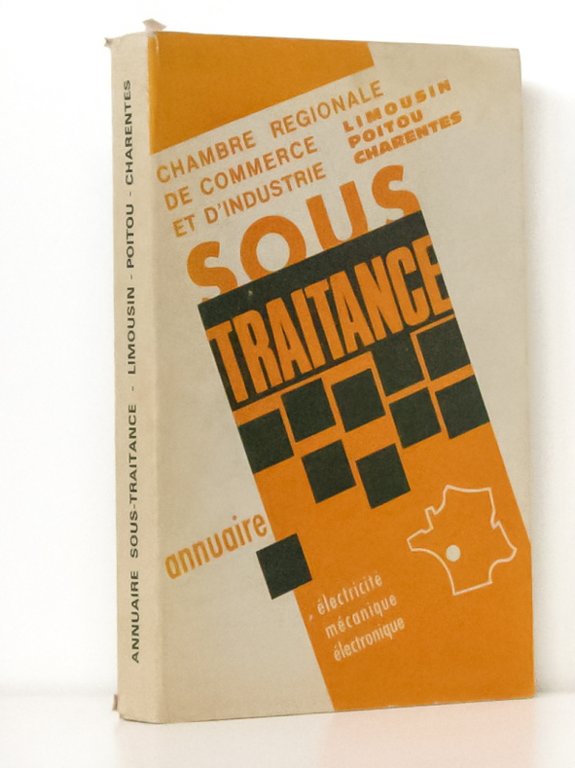 ANNUAIRE SOUS-TRAITANCE - LIMOUSIN - POITOU - CHARENTES
CHAMBRE REGIONALE
DE COMMERCE
ET D'INDUSTRIE
LIMOUSIN
POITOU
CHARENTES
SOUS
TRAITANCE
annuaire
électricité
mécanique
électronique